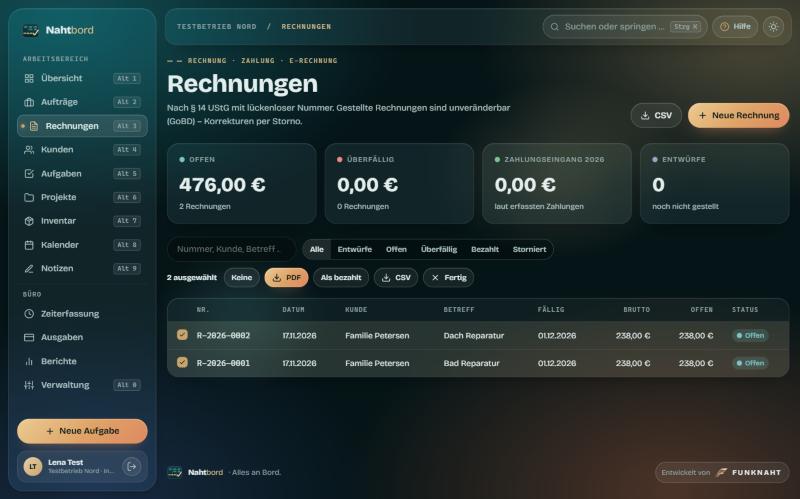 Nahtbord
ARBEITSBEREICH
Übersicht Alt 1
Aufträge Alt 2
Rechnungen Alt 3
Kunden Alt 4
Aufgaben Alt 5
Projekte Alt 6
Inventar Alt 7
Kalender Alt 8
Notizen Alt 9
BÜRO
Zeiterfassung
Ausgaben
Berichte
Verwaltung Alt 0
+ Neue Aufgabe
LT Lena Test
Testbetrieb Nord · In...
TESTBETRIEB NORD / RECHNUNGEN
Suchen oder springen ... Strg K
Hilfe
RECHNUNG · ZAHLUNG · E-RECHNUNG
Rechnungen
Nach § 14 UStG mit lückenloser Nummer. Gestellte Rechnungen sind unveränderbar
(GoBD) – Korrekturen per Storno.
CSV
+ Neue Rechnung
OFFEN
476,00 €
2 Rechnungen
ÜBERFÄLLIG
0,00 €
0 Rechnungen
ZAHLUNGSEINGANG 2026
0,00 €
laut erfassten Zahlungen
ENTWÜRFE
0
noch nicht gestellt
Nummer, Kunde, Betreff ..
Alle Entwürfe Offen Überfällig Bezahlt Storniert
2 ausgewählt Keine PDF Als bezahlt CSV Fertig
NR. DATUM KUNDE BETREFF FÄLLIG BRUTTO OFFEN STATUS
R-2026-0002 17.11.2026 Familie Petersen Dach Reparatur 01.12.2026 238,00 € 238,00 € Offen
R-2026-0001 17.11.2026 Familie Petersen Bad Reparatur 01.12.2026 238,00 € 238,00 € Offen
Nahtbord · Alles an Bord.
Entwickelt von FUNKNAHT